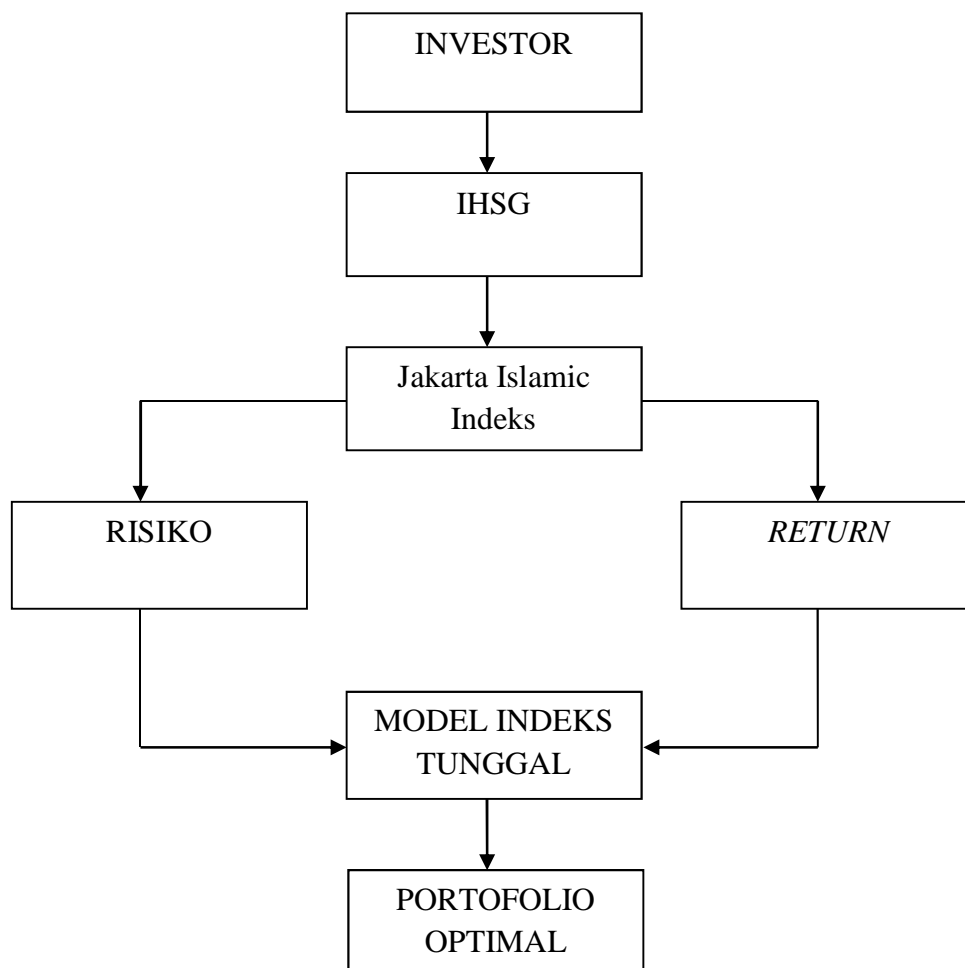 INVESTOR
IHSG
Jakarta Islamic
Indeks
RISIKO
RETURN
MODEL INDEKS
TUNGGAL
PORTOFOLIO
OPTIMAL